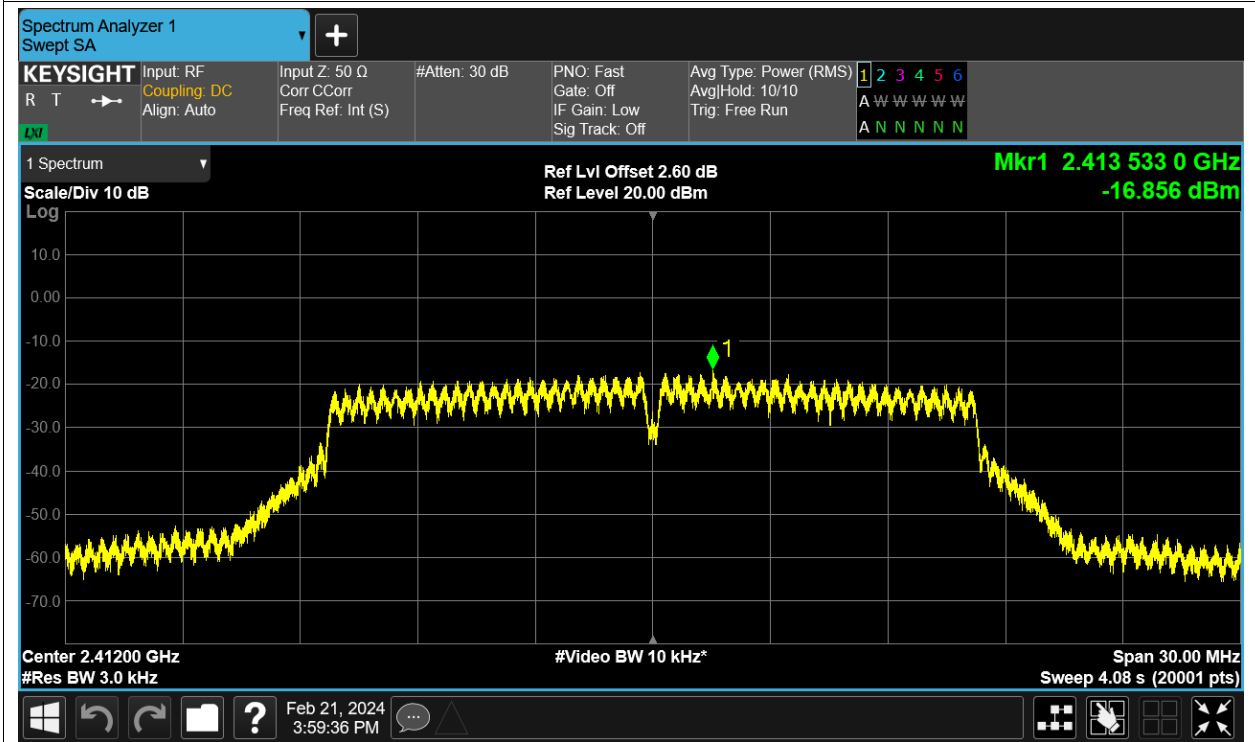 Spectrum Analyzer 1
Swept SA
+
KEYSIGHT
R T
LXI
Input: RF
Coupling: DC
Align: Auto
Input Z: 50 Ω
Corr CCorr
Freq Ref: Int (S)
#Atten: 30 dB
PNO: Fast
Gate: Off
IF Gain: Low
Sig Track: Off
Avg Type: Power (RMS)
Avg|Hold: 10/10
Trig: Free Run
1 2 3 4 5 6
A W W W W W
A N N N N N
1 Spectrum
Scale/Div 10 dB
Ref Lvl Offset 2.60 dB
Ref Level 20.00 dBm
Mkr1 2.413 533 0 GHz
-16.856 dBm
Log
10.0
0.00
-10.0
-20.0
-30.0
-40.0
-50.0
-60.0
-70.0
1
Center 2.41200 GHz
#Res BW 3.0 kHz
#Video BW 10 kHz*
Span 30.00 MHz
Sweep 4.08 s (20001 pts)
?
Feb 21, 2024
3:59:36 PM